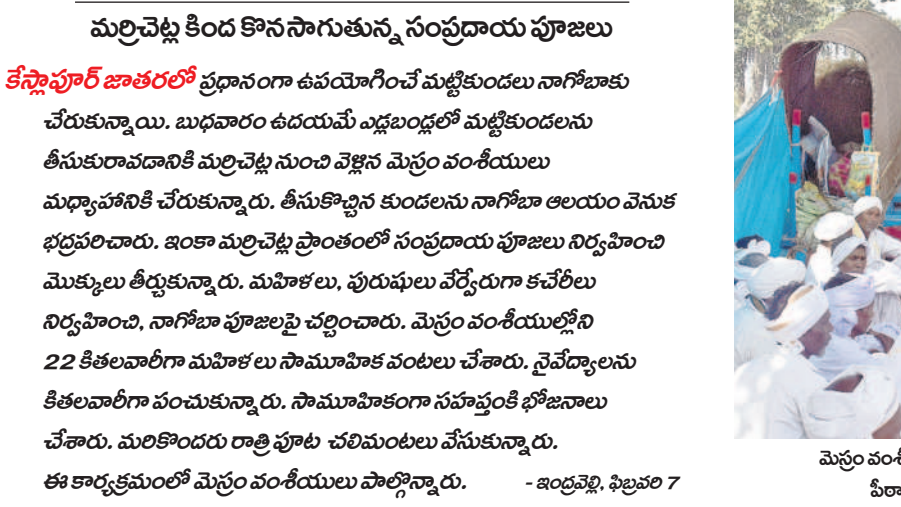 మర్రిచెట్ల కింద కొనసాగుతున్న సంప్రదాయ పూజలు
కేస్లాపూర్ జాతరలో ప్రధానంగా ఉపయోగించే మట్టికుండలు నాగోబాకు
చేరుకున్నాయి. బుధవారం ఉదయమే ఎడ్లబండ్లలో మట్టికుండలను
తీసుకురావడానికి మర్రిచెట్ల నుంచి వెళ్లిన మెస్రం వంశీయులు
మధ్యాహానికి చేరుకున్నారు. తీసుకొచ్చిన కుండలను నాగోబా ఆలయం వెనుక
భద్రపరిచారు. ఇంకా మర్రిచెట్ల ప్రాంతంలో సంప్రదాయ పూజలు నిర్వహించి
మొక్కులు తీర్చుకున్నారు. మహిళలు, పురుషులు వేర్వేరుగా కచేరీలు
నిర్వహించి, నాగోబా పూజలపై చర్చించారు. మెస్రం వంశీయుల్లోని
22 కితలవారీగా మహిళలు సామూహిక వంటలు చేశారు. నైవేద్యాలను
కితలవారీగా పంచుకున్నారు. సామూహికంగా సహప్తంకి భోజనాలు
చేశారు. మరికొందరు రాత్రి పూట చలిమంటలు వేసుకున్నారు.
ఈ కార్యక్రమంలో మెస్రం వంశీయులు పాల్గొన్నారు. - ఇంద్రవెల్లి, ఫిబ్రవరి 7
మెస్రం